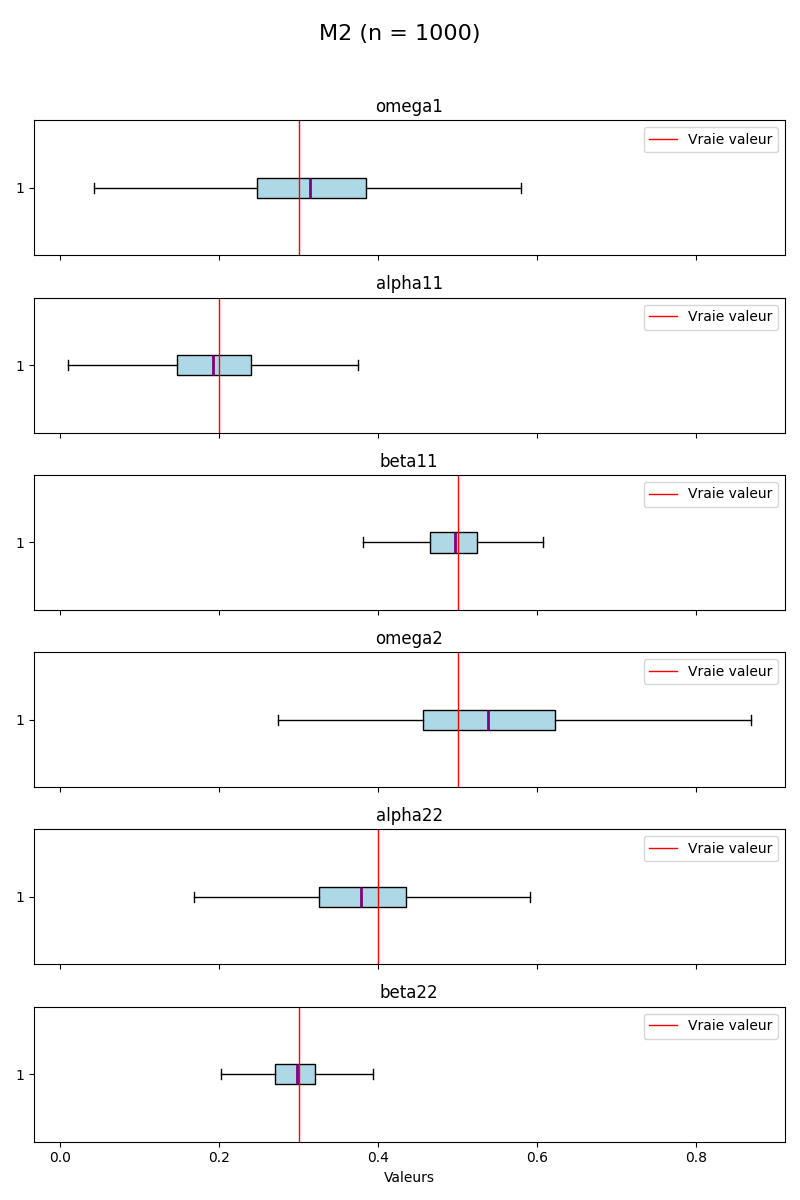 M2 (n = 1000)
omega1
Vraie valeur
1
alpha11
Vraie valeur
1
beta11
Vraie valeur
1
omega2
Vraie valeur
1
alpha22
Vraie valeur
1
beta22
Vraie valeur
1
0.0 0.2 0.4 0.6 0.8
Valeurs